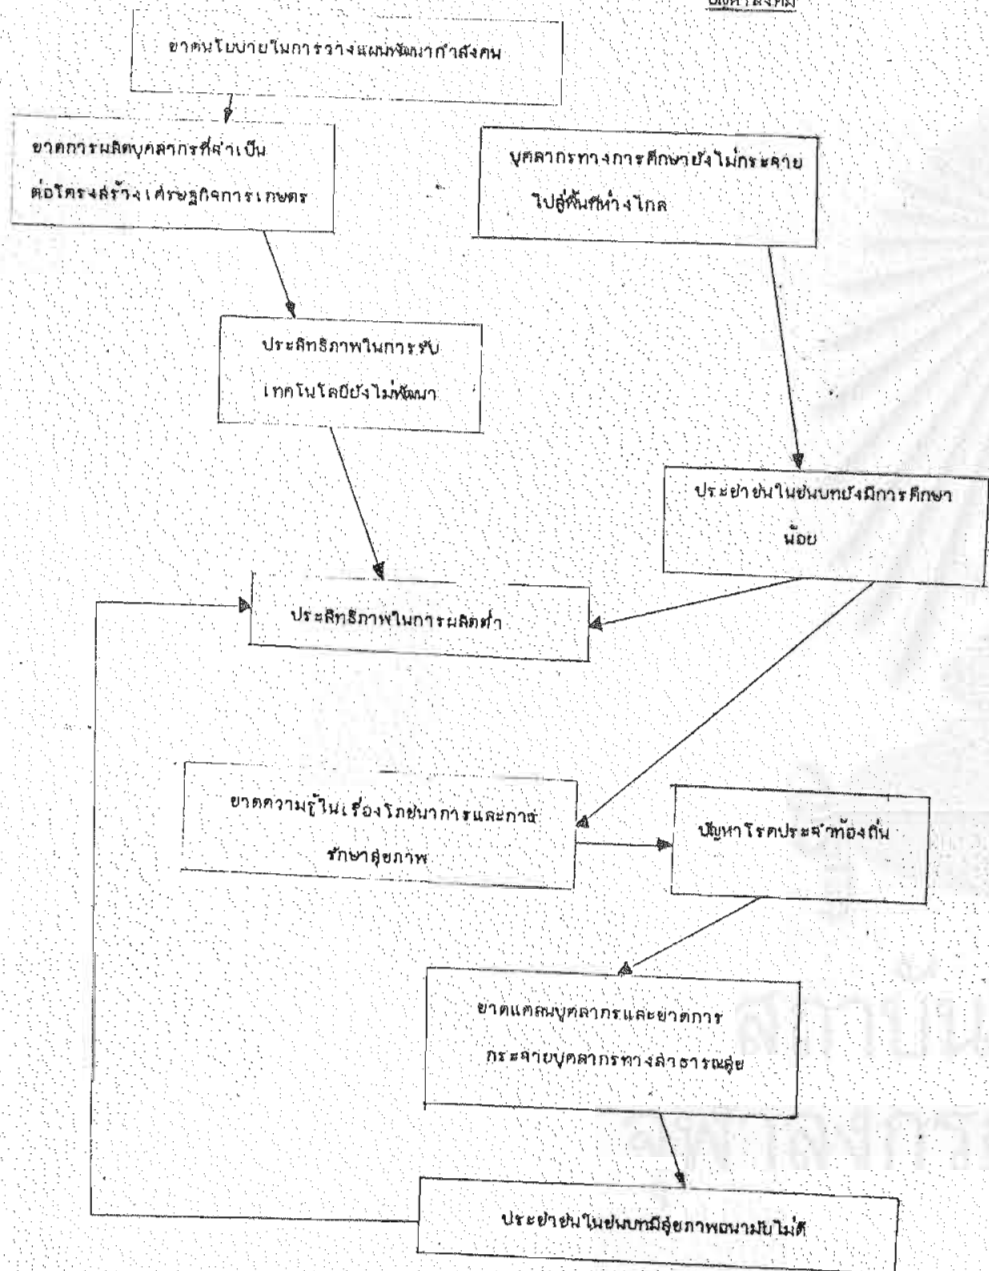 ปัญหาสังคม
ขาดนโยบายในการวางแผนพัฒนากำลังคน
ขาดการผลิตบุคลากรที่จำเป็น
ต่อโครงสร้างเศรษฐกิจการเกษตร
บุคลากรทางการศึกษายังไม่กระจาย
ไปสู่พื้นที่ห่างไกล
ประสิทธิภาพในการรับ
เทคโนโลยียังไม่พัฒนา
ประชาชนในชนบทยังมีการศึกษา
น้อย
ประสิทธิภาพในการผลิตต่ำ
ขาดความรู้ในเรื่องโภชนาการและการ
รักษาสุขภาพ
ปัญหาโรคประจำท้องถิ่น
ขาดแคลนบุคลากรและขาดการ
กระจายบุคลากรทางสาธารณสุข
ประชาชนในชนบทมีสุขภาพอนามัยไม่ดี